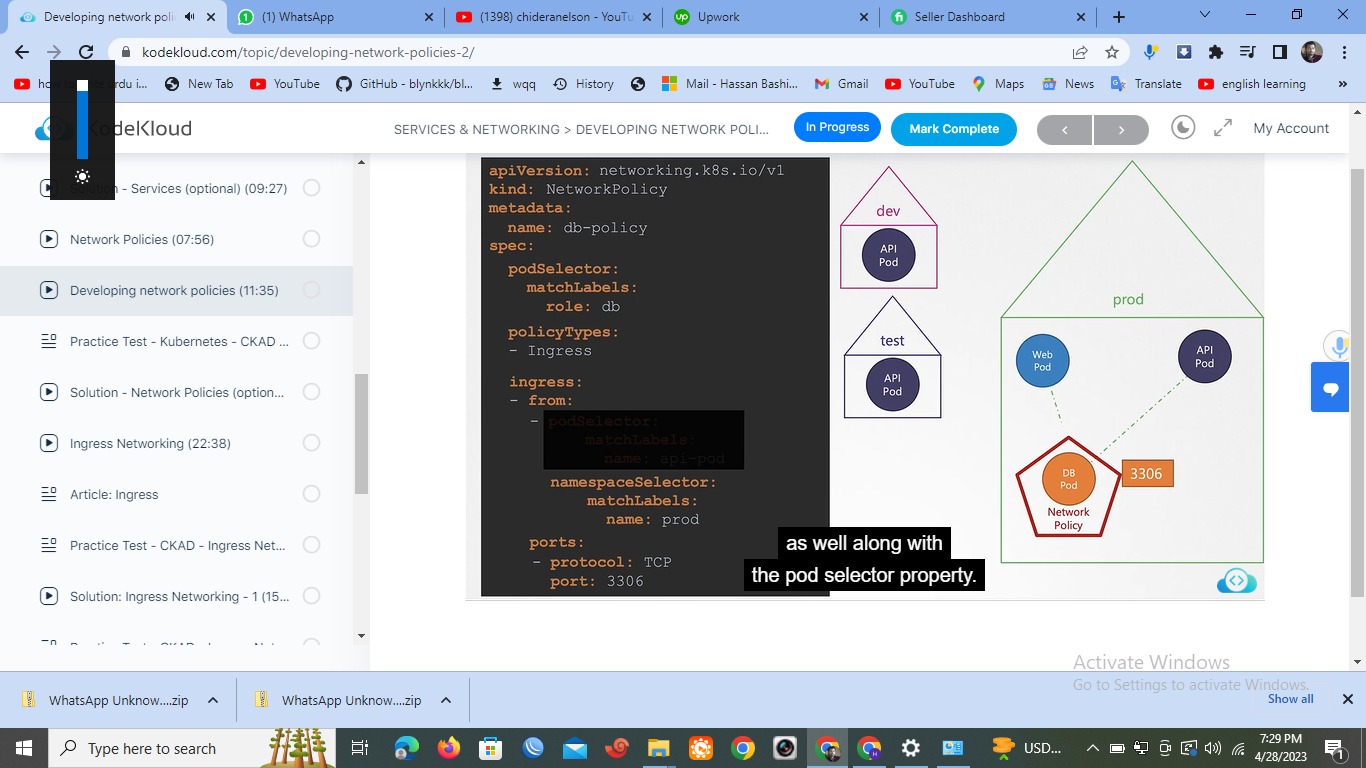 Developing network poli
(1) WhatsApp
(1398) chideranelson - YouTu
Upwork
Seller Dashboard
kodekloud.com/topic/developing-network-policies-2/
New Tab
YouTube
GitHub - blynkkk/bl...
wqq
History
Mail - Hassan Bashi...
Gmail
YouTube
Maps
News
Translate
english learning
»
KodeKloud
SERVICES & NETWORKING > DEVELOPING NETWORK POLI...
In Progress
Mark Complete
My Account
- Services (optional) (09:27)
Network Policies (07:56)
Developing network policies (11:35)
Practice Test - Kubernetes - CKAD ...
Solution - Network Policies (option...
Ingress Networking (22:38)
Article: Ingress
Practice Test - CKAD - Ingress Net...
Solution: Ingress Networking - 1 (15...
apiVersion: networking.k8s.io/v1
kind: NetworkPolicy
metadata:
name: db-policy
spec:
podSelector:
matchLabels:
role: db
policyTypes:
- Ingress
ingress:
- from:
- podSelector:
matchLabels:
name: api-pod
namespaceSelector:
matchLabels:
name: prod
ports:
- protocol: TCP
port: 3306
dev
API
Pod
test
API
Pod
prod
Web
Pod
API
Pod
DB
Pod
Network
Policy
3306
as well along with
the pod selector property.
Activate Windows
Go to Settings to activate Windows.
WhatsApp Unknow....zip
WhatsApp Unknow....zip
Show all
Type here to search
USD...
7:29 PM
4/28/2023
1